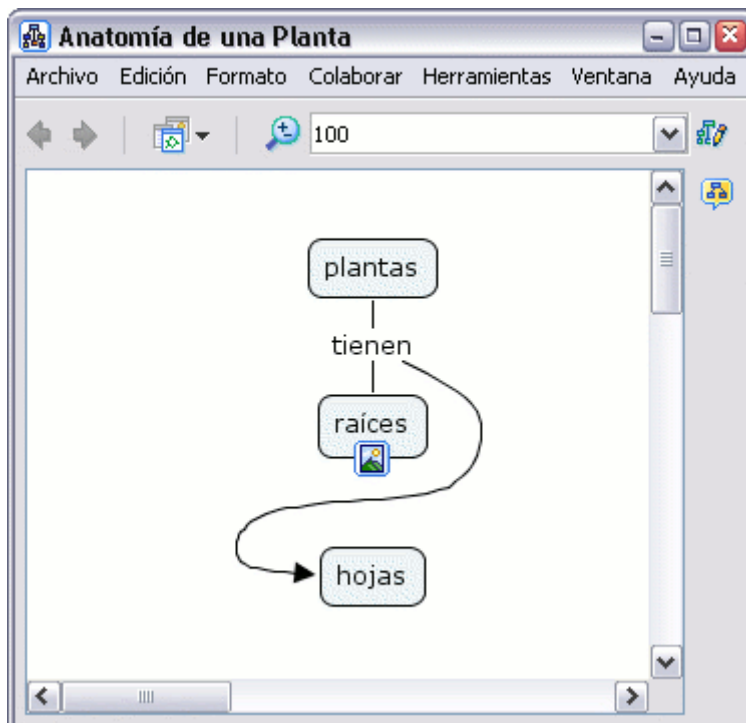 Anatomía de una Planta
Archivo Edición Formato Colaborar Herramientas Ventana Ayuda
100
plantas
tienen
raíces
hojas